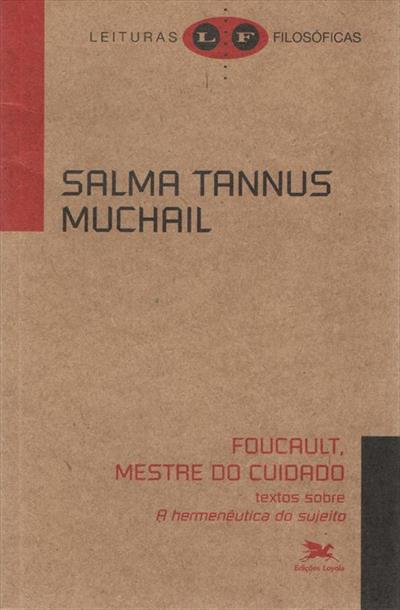 LEITURAS LF FILOSÓFICAS
SALMA TANNUS
MUCHAIL
FOUCAULT,
MESTRE DO CUIDADO
textos sobre
A hermenêutica do sujeito
Edições Loyola